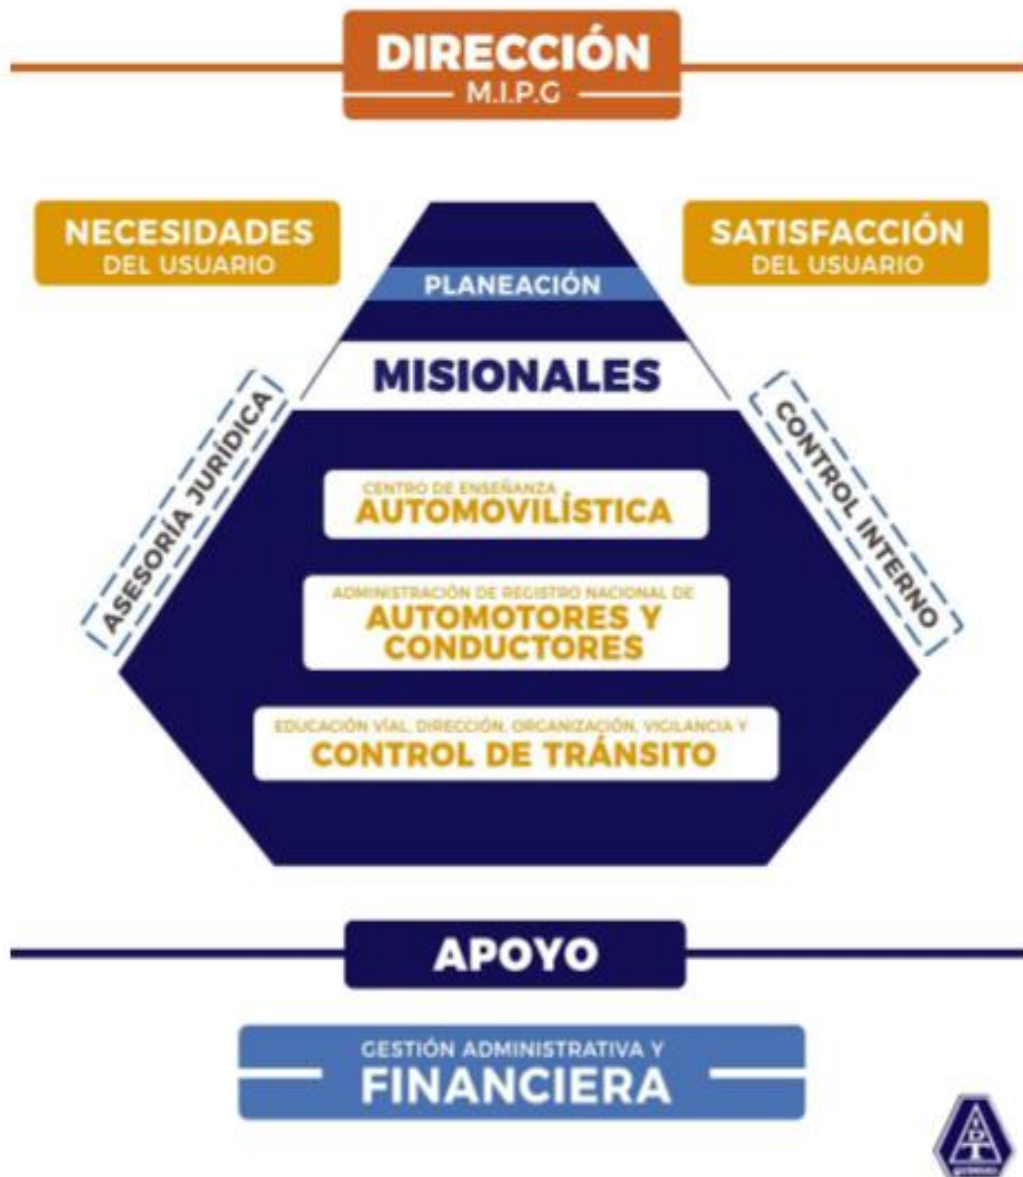 DIRECCIÓN
M.I.P.G
NECESIDADES
DEL USUARIO
SATISFACCIÓN
DEL USUARIO
PLANEACIÓN
MISIONALES
ASESORÍA JURÍDICA
CONTROL INTERNO
CENTRO DE ENSEÑANZA
AUTOMOVILÍSTICA
ADMINISTRACIÓN DE REGISTRO NACIONAL DE
AUTOMOTORES Y
CONDUCTORES
EDUCACIÓN VÍAL, DIRECCIÓN, ORGANIZACIÓN, VIGILANCIA Y
CONTROL DE TRÁNSITO
APOYO
GESTIÓN ADMINISTRATIVA Y
FINANCIERA